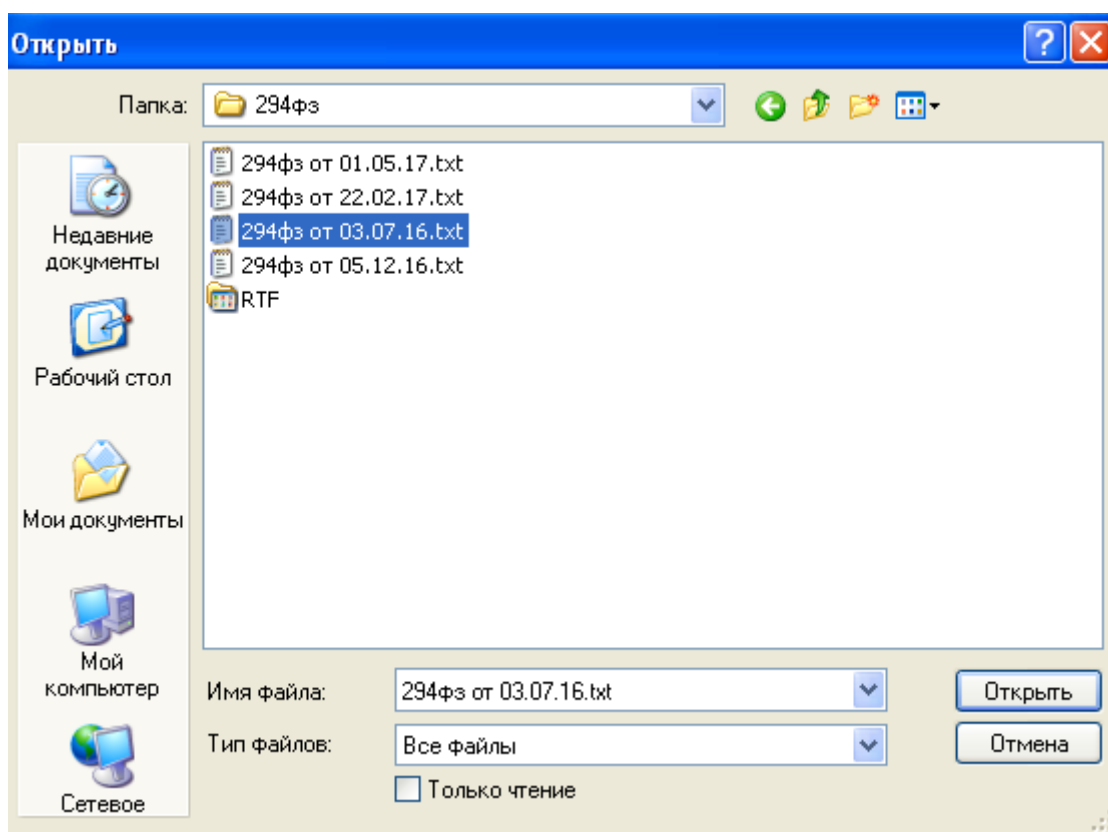 Открыть
Папка: 294фз
294фз от 01.05.17.txt
294фз от 22.02.17.txt
294фз от 03.07.16.txt
294фз от 05.12.16.txt
RTF
Недавние
документы
Рабочий стол
Мои документы
Мой
компьютер
Сетевое
Имя файла: 294фз от 03.07.16.txt Открыть
Тип файлов: Все файлы Отмена
Только чтение